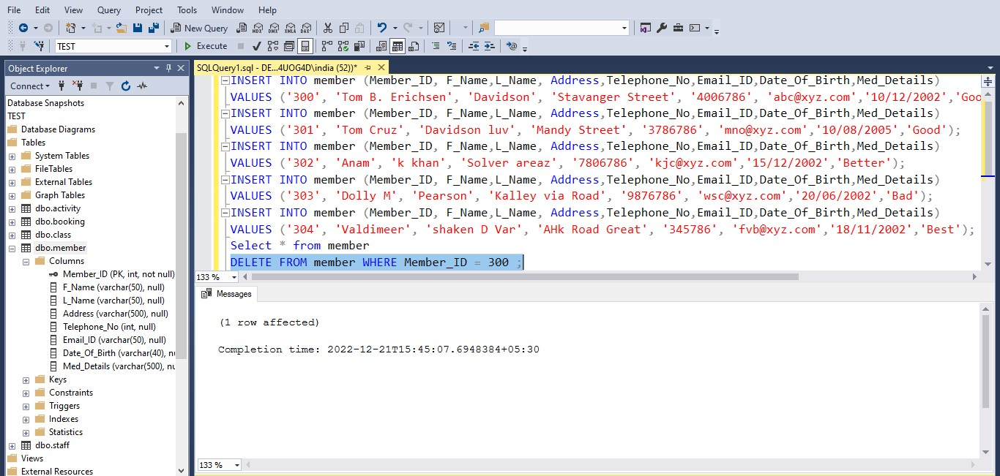 File Edit View Query Project Tools Window Help
New Query MDX DMX XMLA DAX
TEST Execute
Object Explorer
Connect
Database Snapshots
TEST
Database Diagrams
Tables
System Tables
FileTables
External Tables
Graph Tables
dbo.activity
dbo.booking
dbo.class
dbo.member
Columns
Member_ID (PK, int, not null)
F_Name (varchar(50), null)
L_Name (varchar(50), null)
Address (varchar(500), null)
Telephone_No (int, null)
Email_ID (varchar(50), null)
Date_Of_Birth (varchar(40), nu
Med_Details (varchar(500), nu
Keys
Constraints
Triggers
Indexes
Statistics
dbo.staff
Views
External Resources
SQLQuery1.sql - DE...4UOG4D\india (52))*
INSERT INTO member (Member_ID, F_Name,L_Name, Address,Telephone_No,Email_ID,Date_Of_Birth,Med_Details)
VALUES ('300', 'Tom B. Erichsen', 'Davidson', 'Stavanger Street', '4006786', 'abc@xyz.com','10/12/2002','Goo
INSERT INTO member (Member_ID, F_Name,L_Name, Address,Telephone_No,Email_ID,Date_Of_Birth,Med_Details)
VALUES ('301', 'Tom Cruz', 'Davidson luv', 'Mandy Street', '3786786', 'mno@xyz.com','10/08/2005','Good');
INSERT INTO member (Member_ID, F_Name,L_Name, Address,Telephone_No,Email_ID,Date_Of_Birth,Med_Details)
VALUES ('302', 'Anam', 'k khan', 'Solver areaz', '7806786', 'kjc@xyz.com','15/12/2002','Better');
INSERT INTO member (Member_ID, F_Name,L_Name, Address,Telephone_No,Email_ID,Date_Of_Birth,Med_Details)
VALUES ('303', 'Dolly M', 'Pearson', 'Kalley via Road', '9876786', 'wsc@xyz.com','20/06/2002','Bad');
INSERT INTO member (Member_ID, F_Name,L_Name, Address,Telephone_No,Email_ID,Date_Of_Birth,Med_Details)
VALUES ('304', 'Valdimeer', 'shaken D Var', 'AHk Road Great', '345786', 'fvb@xyz.com','18/11/2002','Best');
Select * from member
DELETE FROM member WHERE Member_ID = 300 ;
133 %
Messages
(1 row affected)
Completion time: 2022-12-21T15:45:07.6948384+05:30
133 %